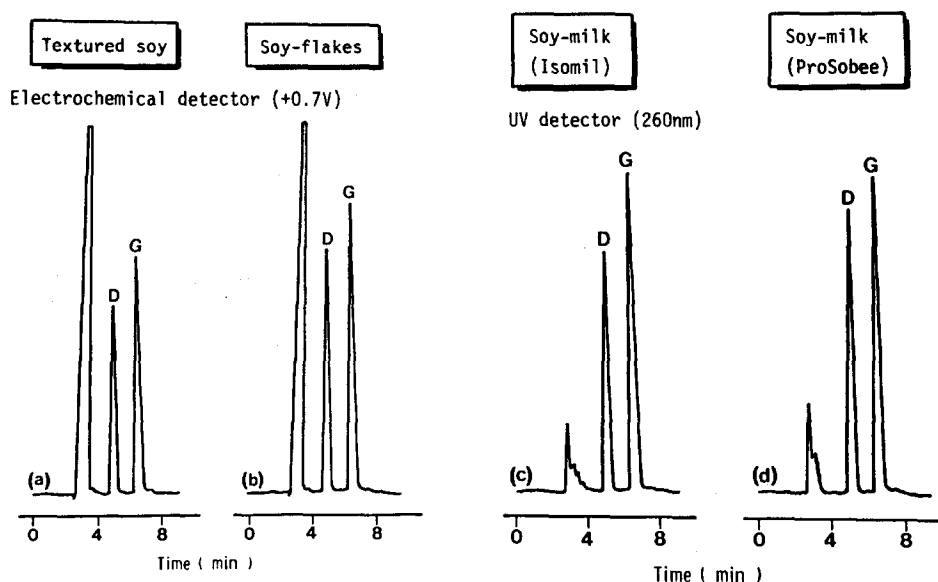 Textured soy
Soy-flakes
Soy-milk
(Isomil)
Soy-milk
(ProSobee)
Electrochemical detector (+0.7V)
UV detector (260nm)
D
G
D
G
D
G
D
G
(a)
(b)
(c)
(d)
0 4 8
0 4 8
0 4 8
0 4 8
Time ( min )
Time ( min )